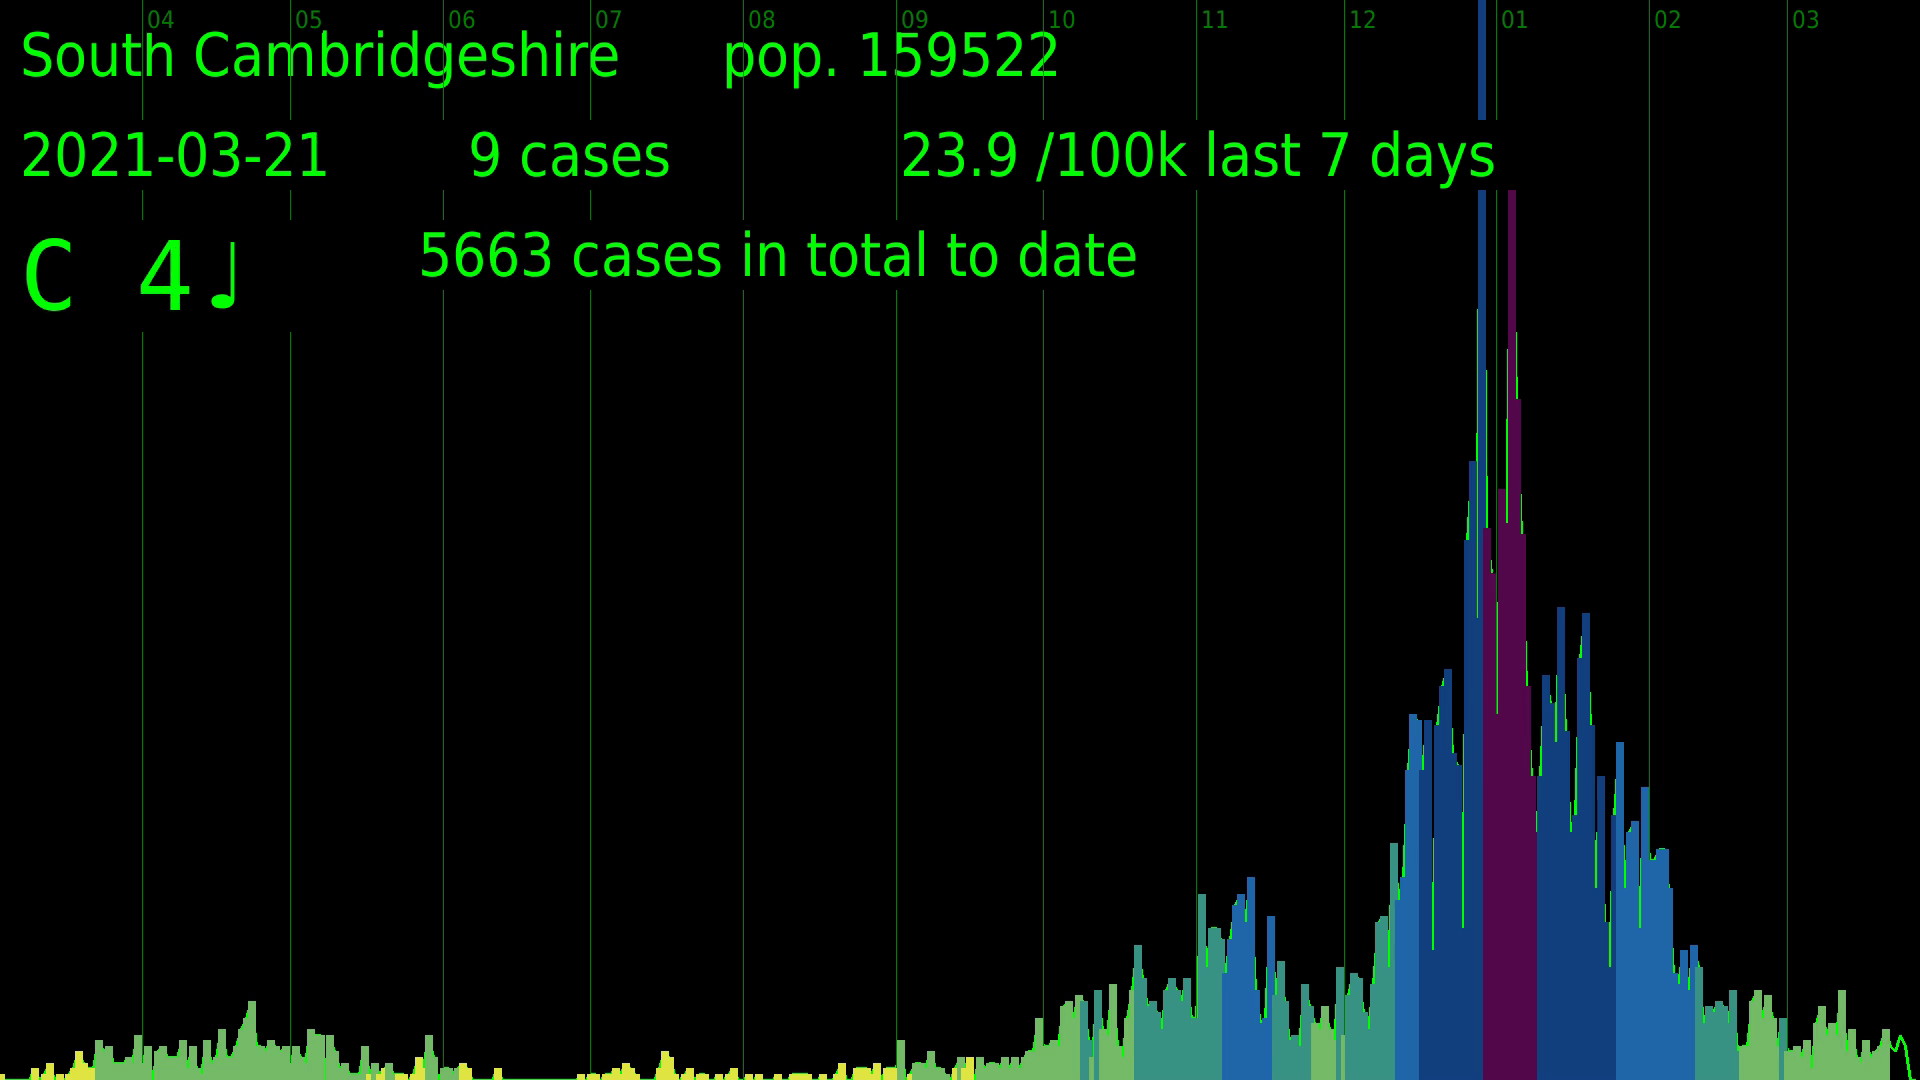 04 05 06 07 08 09 10 11 12 01 02 03
South Cambridgeshire pop. 159522
2021-03-21 9 cases 23.9 /100k last 7 days
C 4♩ 5663 cases in total to date